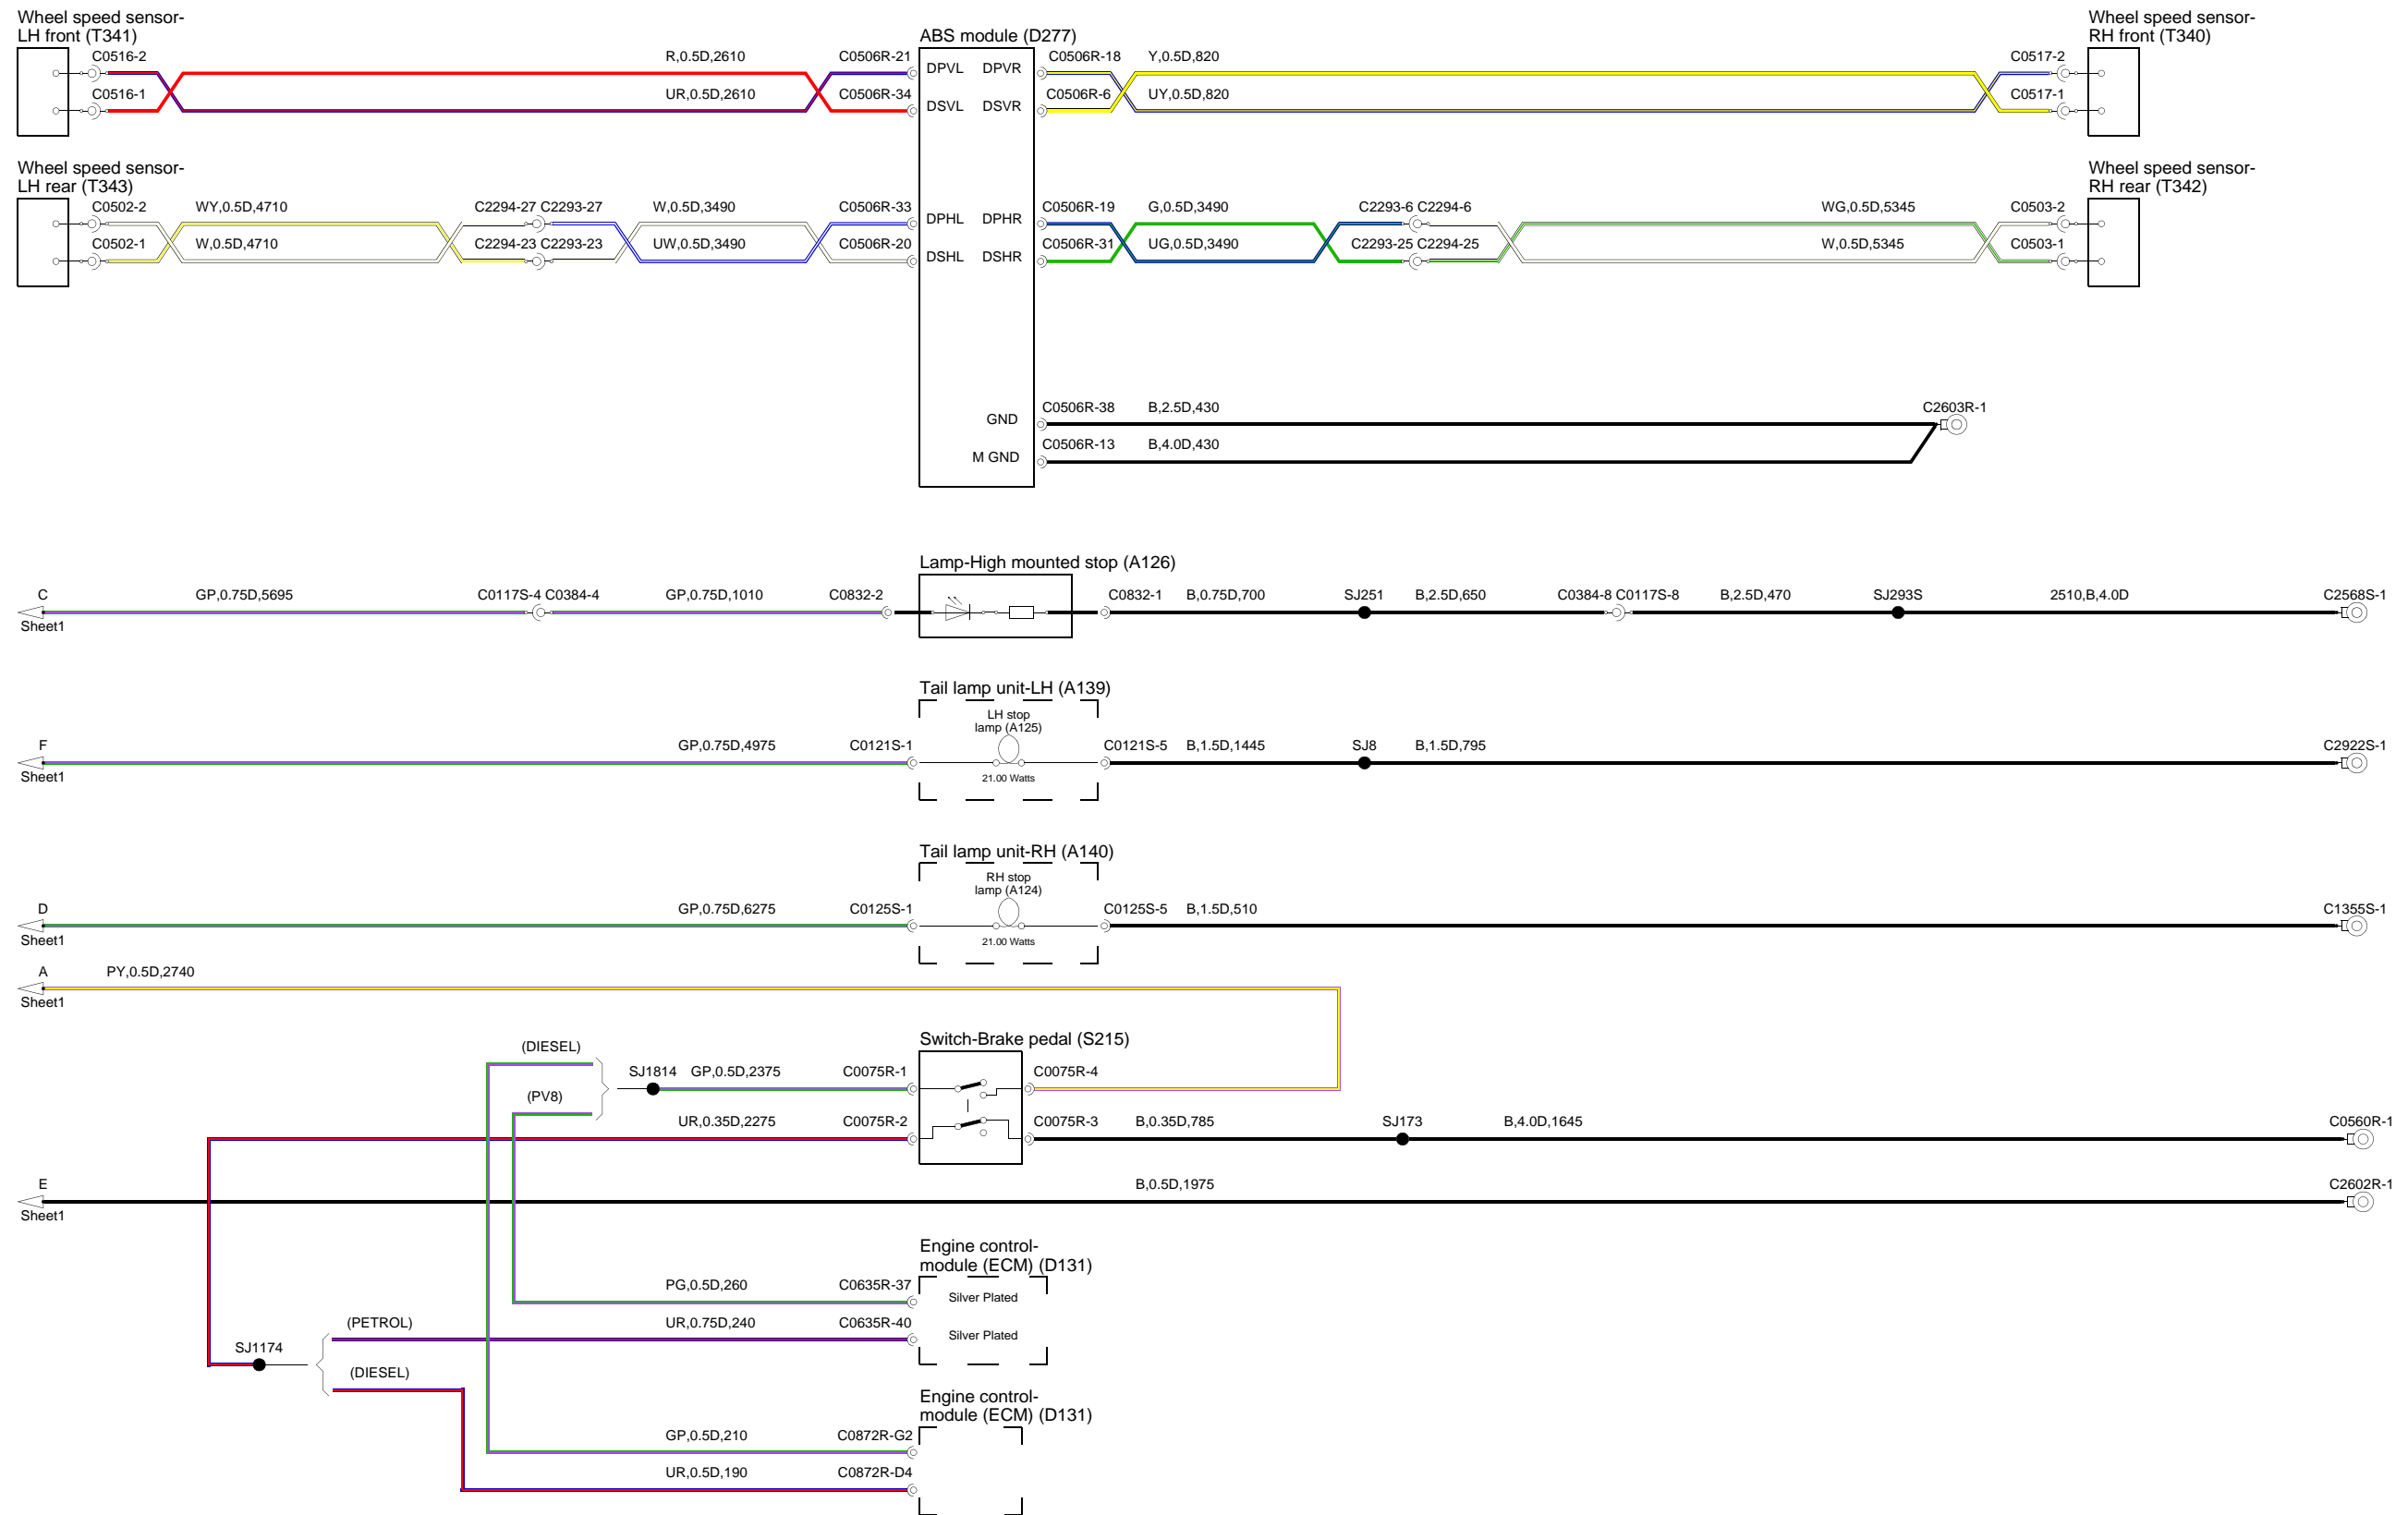 Wheel speed sensor-
LH front (T341)
ABS module (D277)
Wheel speed sensor-
RH front (T340)
C0516-2
R,0.5D,2610
C0506R-21
DPVL
DPVR
C0506R-18
Y,0.5D,820
C0517-2
C0516-1
UR,0.5D,2610
C0506R-34
DSVL
DSVR
C0506R-6
UY,0.5D,820
C0517-1
Wheel speed sensor-
LH rear (T343)
Wheel speed sensor-
RH rear (T342)
C0502-2
WY,0.5D,4710
C2294-27 C2293-27
W,0.5D,3490
C0506R-33
DPHL
DPHR
C0506R-19
G,0.5D,3490
C2293-6 C2294-6
WG,0.5D,5345
C0503-2
C0502-1
W,0.5D,4710
C2294-23 C2293-23
UW,0.5D,3490
C0506R-20
DSHL
DSHR
C0506R-31
UG,0.5D,3490
C2293-25 C2294-25
W,0.5D,5345
C0503-1
GND
C0506R-38
B,2.5D,430
C2603R-1
M GND
C0506R-13
B,4.0D,430
Lamp-High mounted stop (A126)
C
Sheet1
GP,0.75D,5695
C0117S-4 C0384-4
GP,0.75D,1010
C0832-2
C0832-1
B,0.75D,700
SJ251
B,2.5D,650
C0384-8 C0117S-8
B,2.5D,470
SJ293S
2510,B,4.0D
C2568S-1
Tail lamp unit-LH (A139)
LH stop
lamp (A125)
21.00 Watts
F
Sheet1
GP,0.75D,4975
C0121S-1
C0121S-5
B,1.5D,1445
SJ8
B,1.5D,795
C2922S-1
Tail lamp unit-RH (A140)
RH stop
lamp (A124)
21.00 Watts
D
Sheet1
GP,0.75D,6275
C0125S-1
C0125S-5
B,1.5D,510
C1355S-1
A
Sheet1
PY,0.5D,2740
Switch-Brake pedal (S215)
(DIESEL)
(PV8)
SJ1814
GP,0.5D,2375
C0075R-1
C0075R-4
UR,0.35D,2275
C0075R-2
C0075R-3
B,0.35D,785
SJ173
B,4.0D,1645
C0560R-1
E
Sheet1
B,0.5D,1975
C2602R-1
Engine control-
module (ECM) (D131)
PG,0.5D,260
C0635R-37
Silver Plated
(PETROL)
UR,0.75D,240
C0635R-40
Silver Plated
SJ1174
(DIESEL)
Engine control-
module (ECM) (D131)
GP,0.5D,210
C0872R-G2
UR,0.5D,190
C0872R-D4